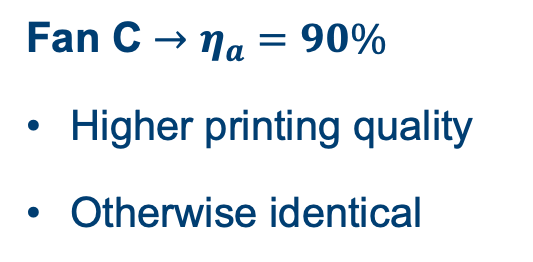 Fan C → 𝜼𝒂 = 𝟗𝟎%
• Higher printing quality
• Otherwise identical